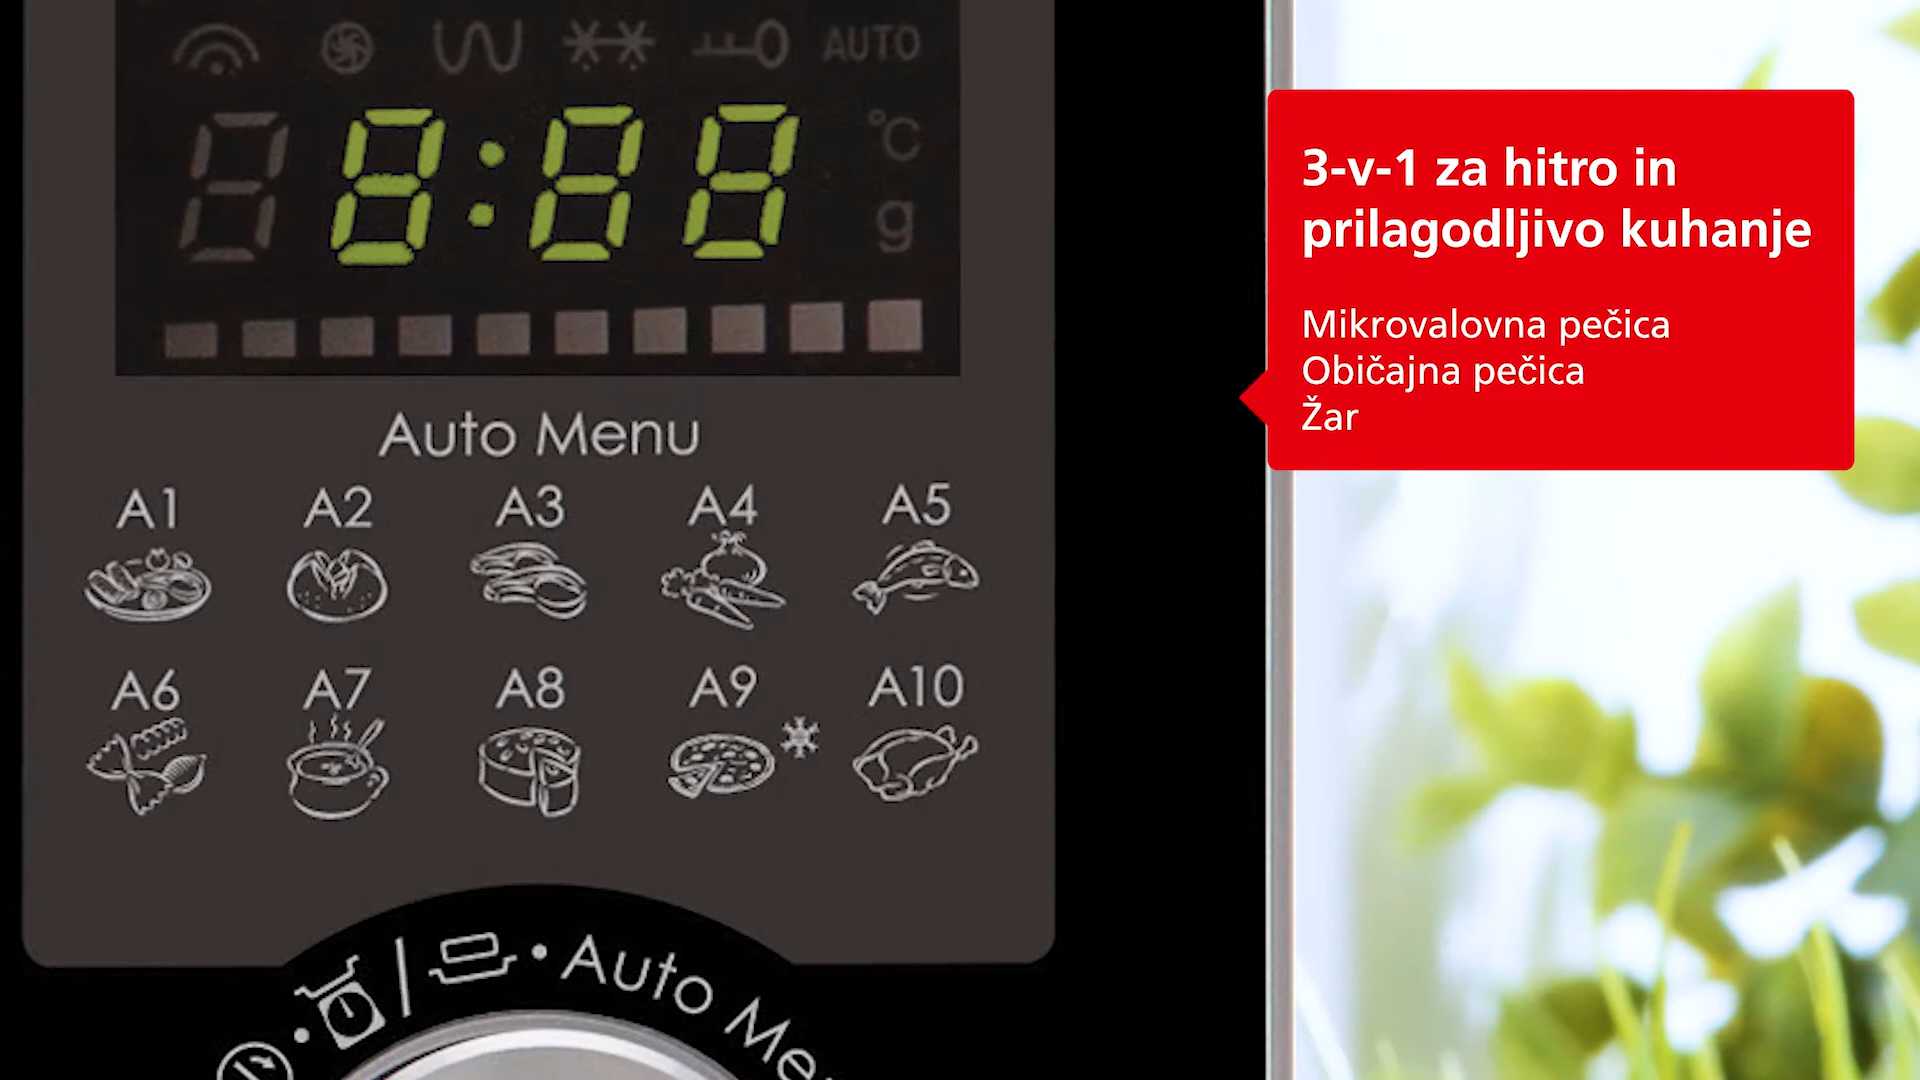 AUTO
8:88
°C
g
Auto Menu
A1 A2 A3 A4 A5
A6 A7 A8 A9 A10
Auto
3-v-1 za hitro in
prilagodljivo kuhanje
Mikrovalovna pečica
Običajna pečica
Žar